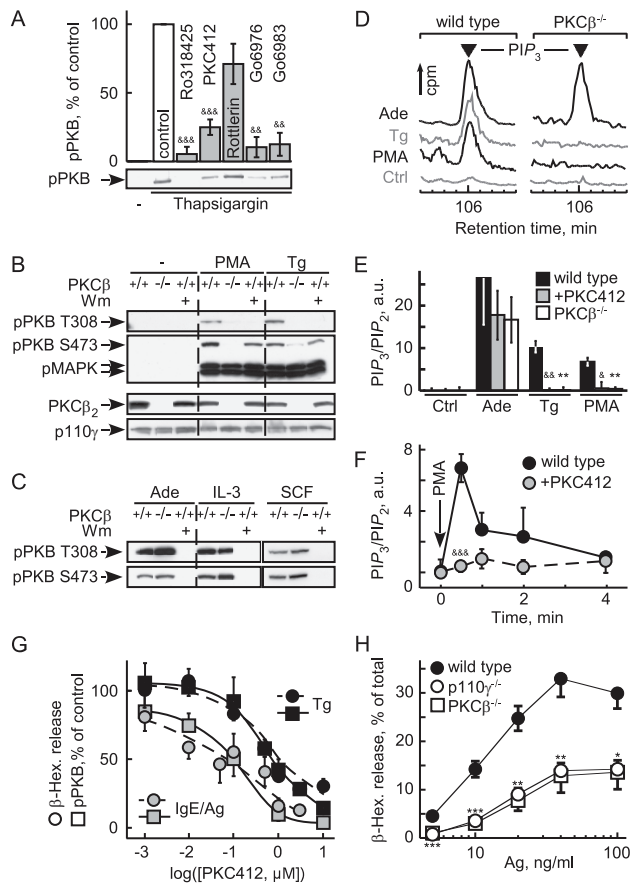 A
pPKB, % of control
100
50
0
control
Ro318425
PKC412
Rottlerin
Go6976
Go6983
&&&
&&&
&&
&&
pPKB
-
Thapsigargin
B
- PMA Tg
PKCβ +/+ -/- +/+ +/+ -/- +/+ +/+ -/- +/+
Wm + + +
pPKB T308
pPKB S473
pMAPK
PKCβ2
p110γ
C
Ade IL-3 SCF
PKCβ +/+ -/- +/+ +/+ -/- +/+ +/+ -/- +/+
Wm + + +
pPKB T308
pPKB S473
D
wild type PKCβ-/-
PIP3
cpm
Ade
Tg
PMA
Ctrl
106 106
Retention time, min
E
PIP3/PIP2, a.u.
20
10
0
wild type
+PKC412
PKCβ-/-
&& ** & **
Ctrl Ade Tg PMA
F
PIP3/PIP2, a.u.
8
4
0
PMA
wild type
+PKC412
&&&
0 2 4
Time, min
G
β-Hex. release
pPKB,% of control
100
50
0
Tg
IgE/Ag
-3 -2 -1 0 1
log([PKC412, μM])
H
β-Hex. release, % of total
30
20
10
0
wild type
p110γ-/-
PKCβ-/-
*** *** ** ** *
10 100
Ag, ng/ml